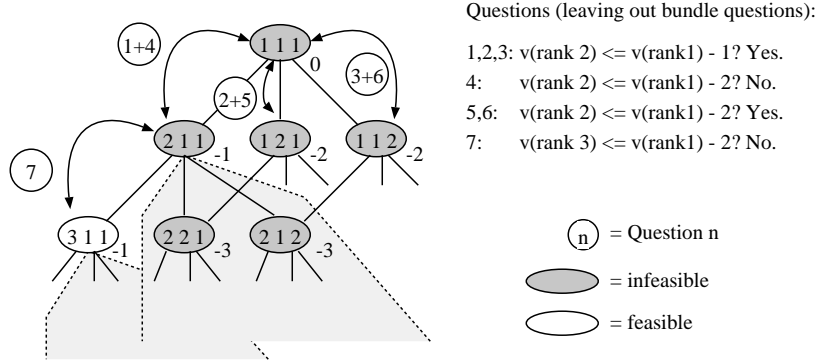 Questions (leaving out bundle questions):
1,2,3: v(rank 2) <= v(rank1) - 1? Yes.
4: v(rank 2) <= v(rank1) - 2? No.
5,6: v(rank 2) <= v(rank1) - 2? Yes.
7: v(rank 3) <= v(rank1) - 2? No.
1+4
1 1 1
0
2+5
3+6
2 1 1
-1
1 2 1
-2
1 1 2
-2
7
3 1 1
-1
2 2 1
-3
2 1 2
-3
n = Question n
= infeasible
= feasible